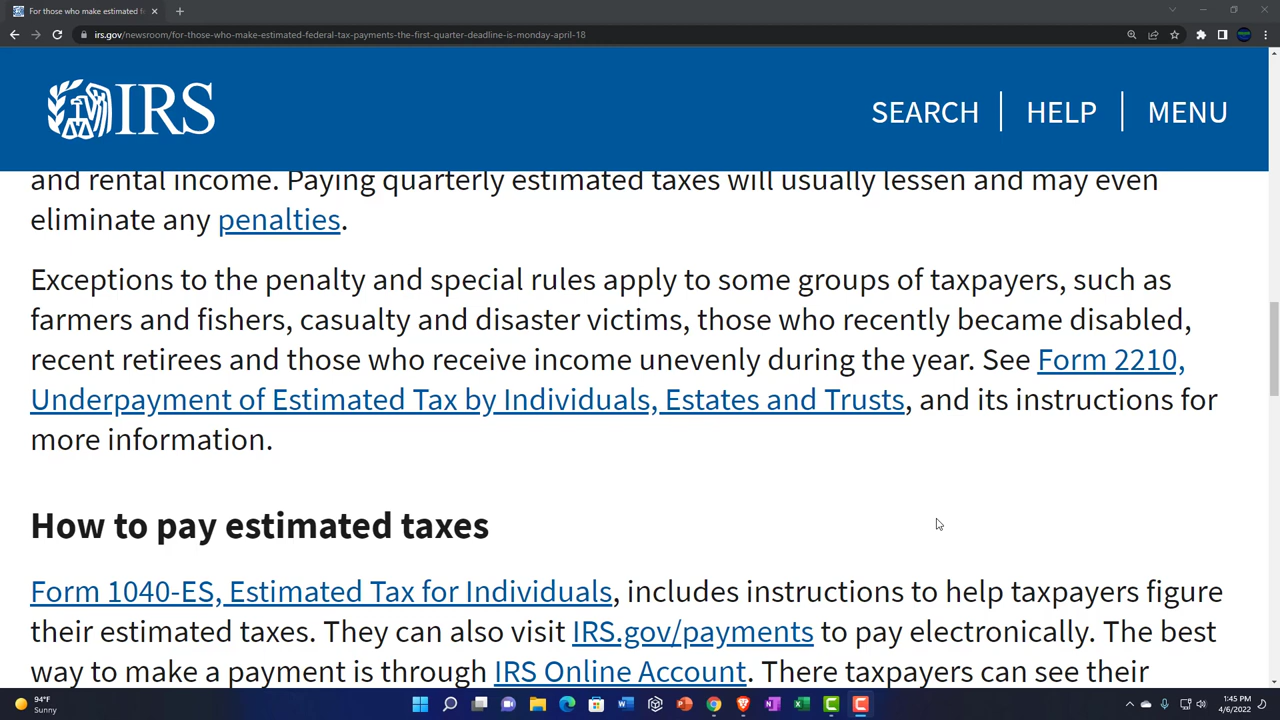 For those who make estimated f
irs.gov/newsroom/for-those-who-make-estimated-federal-tax-payments-the-first-quarter-deadline-is-monday-april-18
IRS
SEARCH
HELP
MENU
and rental income. Paying quarterly estimated taxes will usually lessen and may even
eliminate any penalties.
Exceptions to the penalty and special rules apply to some groups of taxpayers, such as
farmers and fishers, casualty and disaster victims, those who recently became disabled,
recent retirees and those who receive income unevenly during the year. See Form 2210,
Underpayment of Estimated Tax by Individuals, Estates and Trusts, and its instructions for
more information.
How to pay estimated taxes
Form 1040-ES, Estimated Tax for Individuals, includes instructions to help taxpayers figure
their estimated taxes. They can also visit IRS.gov/payments to pay electronically. The best
way to make a payment is through IRS Online Account. There taxpayers can see their
94°F
Sunny
1:45 PM
4/6/2022